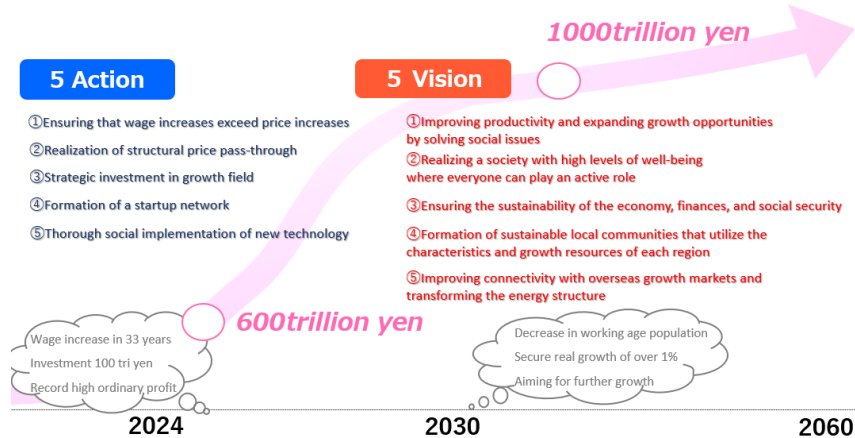 1000trillion yen
5 Action
①Ensuring that wage increases exceed price increases
②Realization of structural price pass-through
③Strategic investment in growth field
④Formation of a startup network
⑤Thorough social implementation of new technology
5 Vision
①Improving productivity and expanding growth opportunities
by solving social issues
②Realizing a society with high levels of well-being
where everyone can play an active role
③Ensuring the sustainability of the economy, finances, and social security
④Formation of sustainable local communities that utilize the
characteristics and growth resources of each region
⑤Improving connectivity with overseas growth markets and
transforming the energy structure
600trillion yen
Wage increase in 33 years
Investment 100 tri yen
Record high ordinary profit
Decrease in working age population
Secure real growth of over 1%
Aiming for further growth
2024
2030
2060